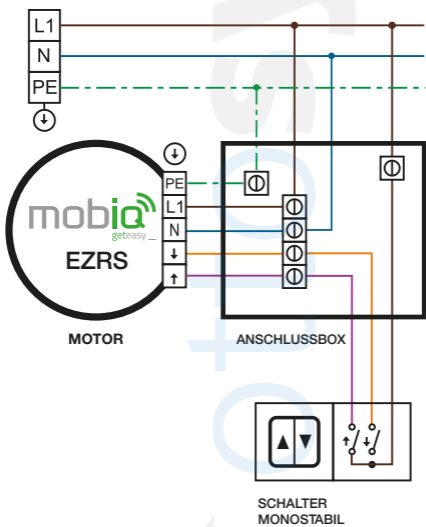 L1
N
PE
PE
mobiq
L1
geteasy _
N
EZRS
↓
↑
MOTOR
ANSCHLUSSBOX
▲ ▼
↑ ↓
SCHALTER
MONOSTABIL